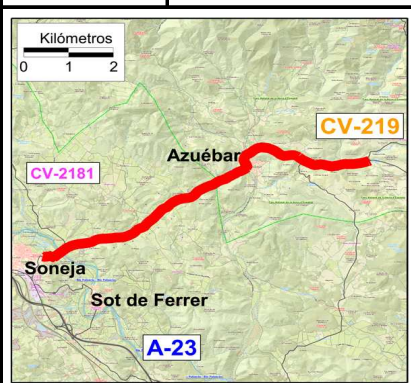 Kilómetros
0 1 2
CV-219
Azuébar
CV-2181
Soneja
Sot de Ferrer
A-23